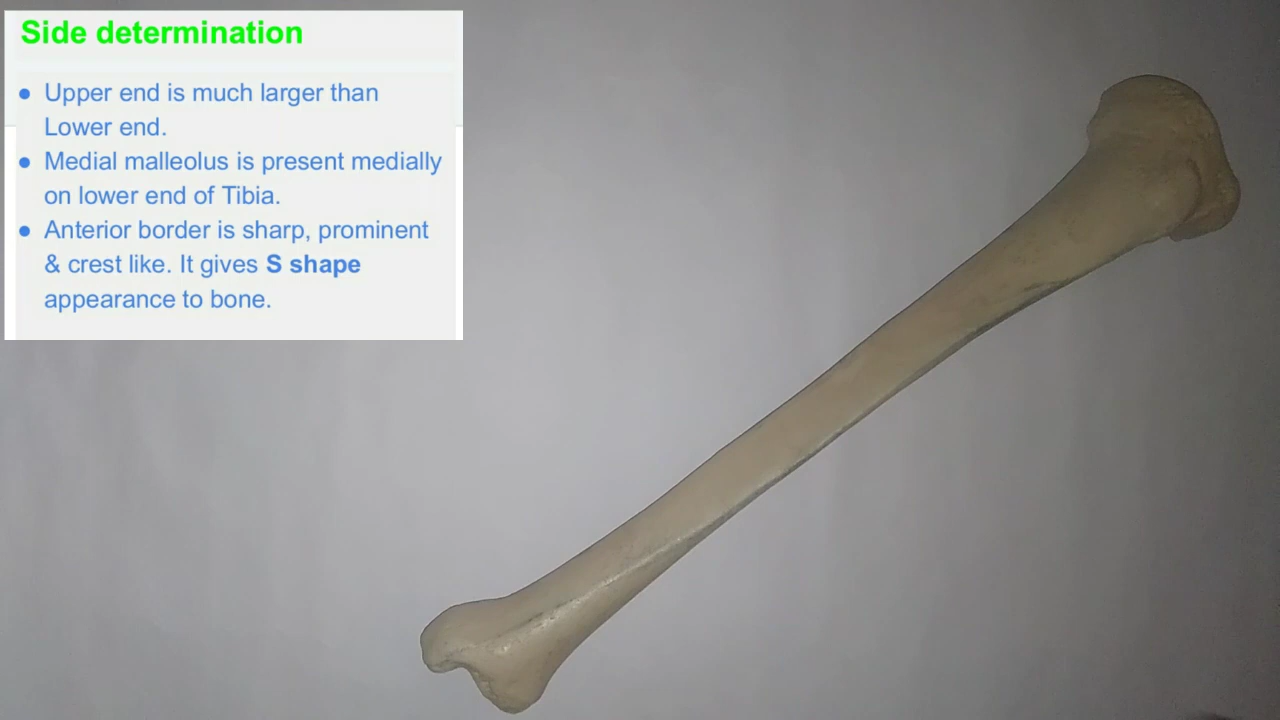 Side determination
● Upper end is much larger than
Lower end.
● Medial malleolus is present medially
on lower end of Tibia.
● Anterior border is sharp, prominent
& crest like. It gives S shape
appearance to bone.